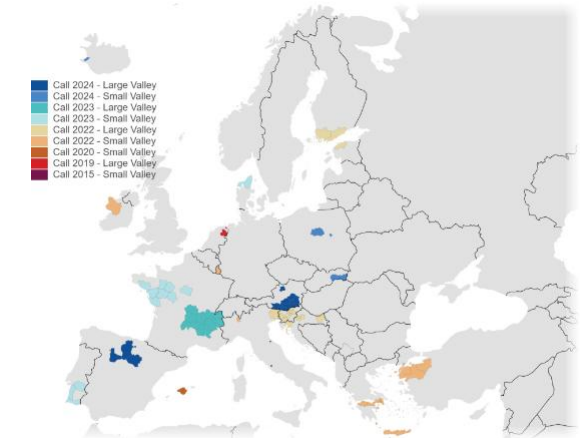 Call 2024 - Large Valley
Call 2024 - Small Valley
Call 2023 - Large Valley
Call 2023 - Small Valley
Call 2022 - Large Valley
Call 2022 - Small Valley
Call 2020 - Small Valley
Call 2019 - Large Valley
Call 2015 - Small Valley